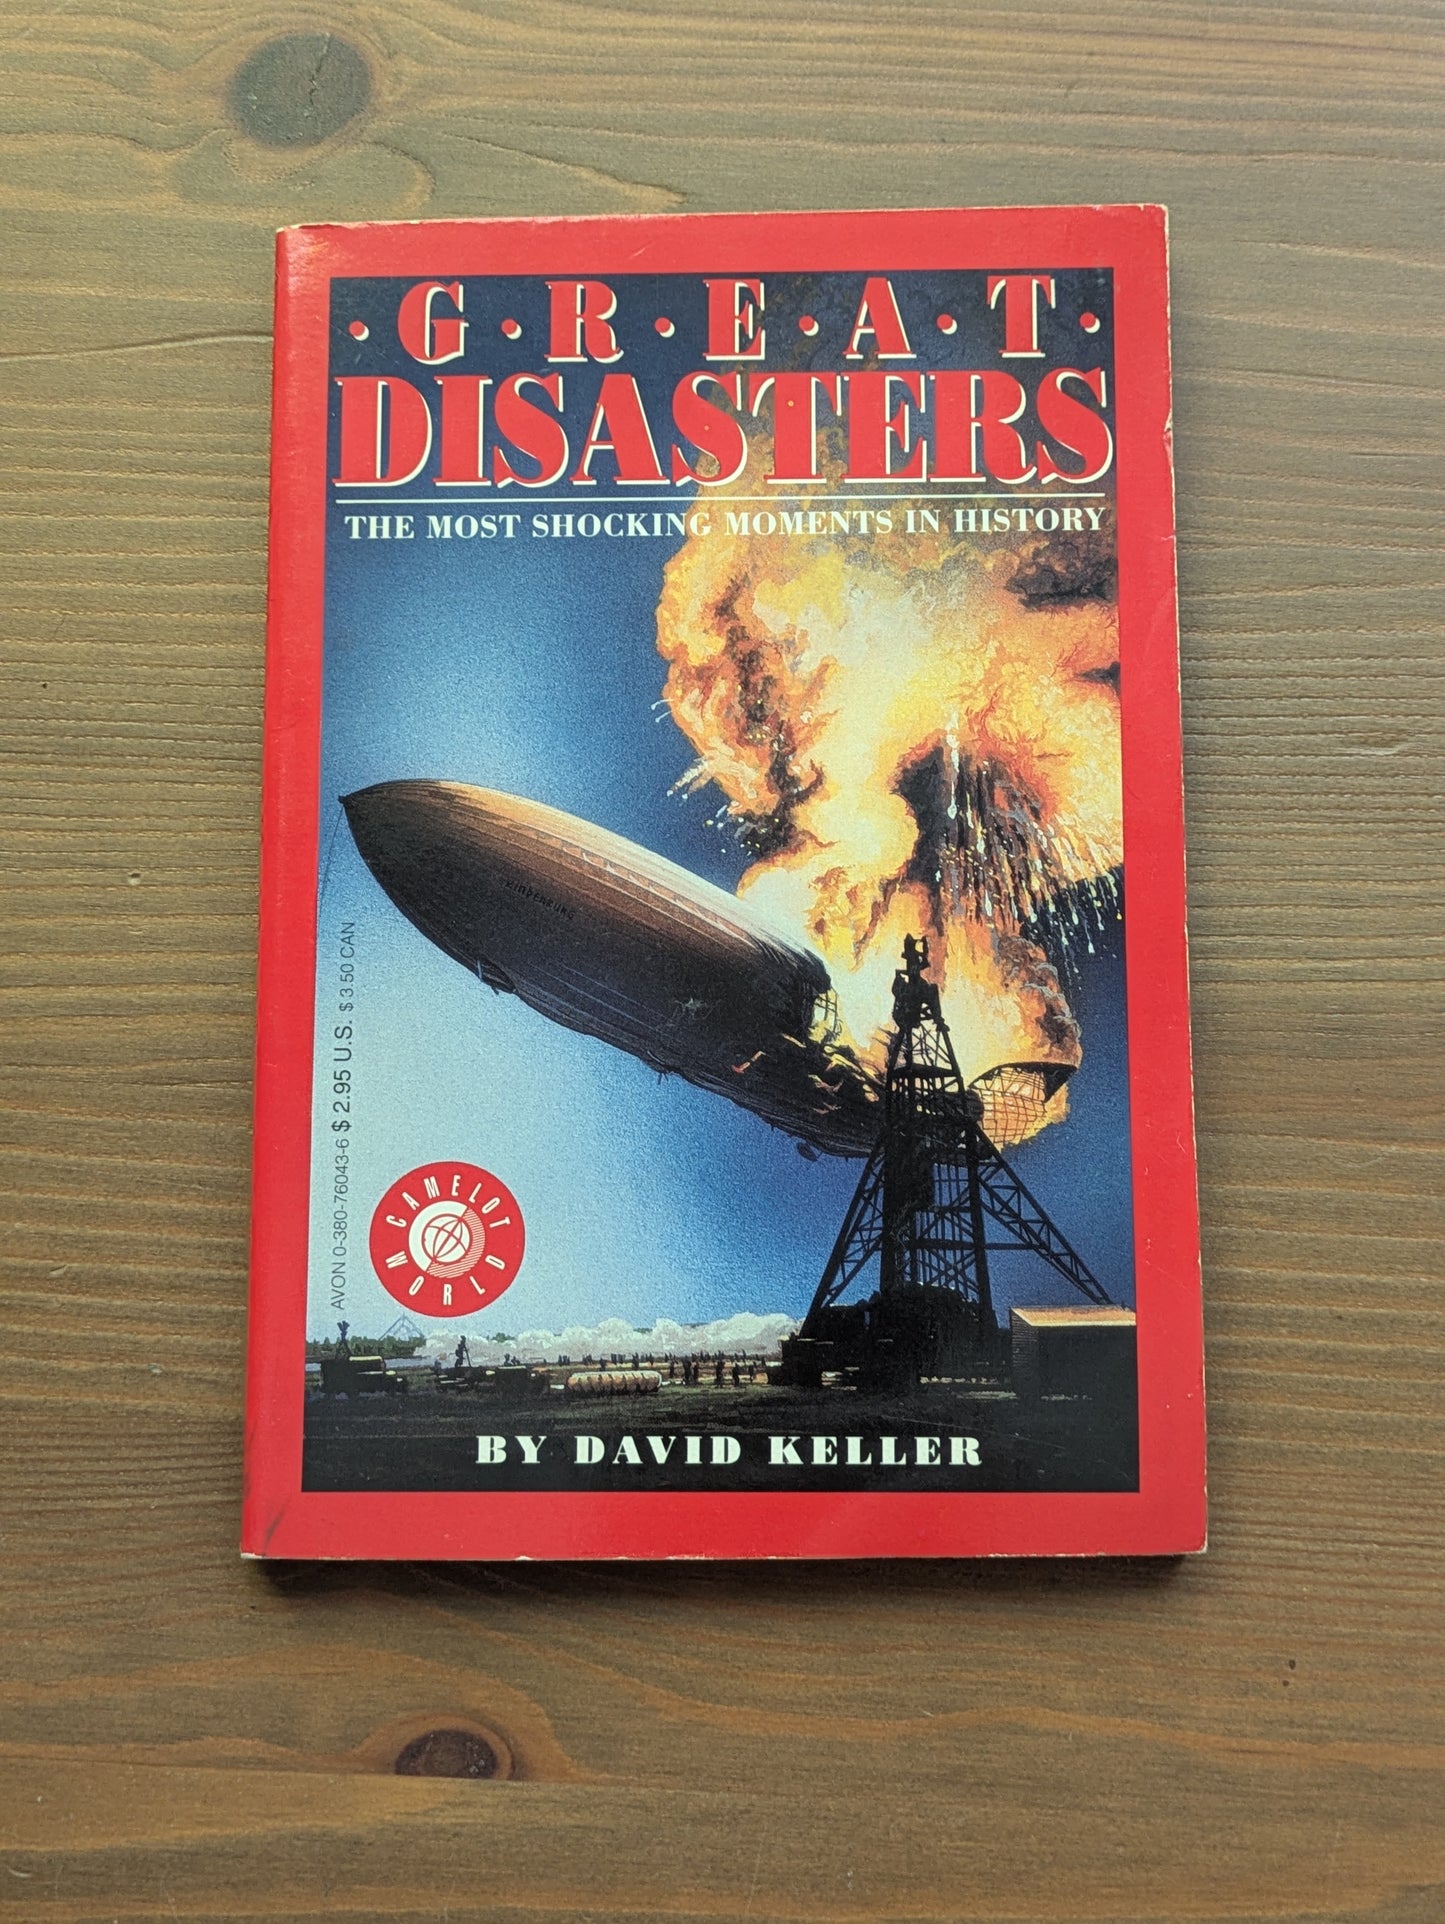 ·G·R·E·A·T·
DISASTERS
THE MOST SHOCKING MOMENTS IN HISTORY
HINDENBURG
AVON 0-380-76043-6 $2.95 U.S. $3.50 CAN
CAMELOT
WORLD
BY DAVID KELLER